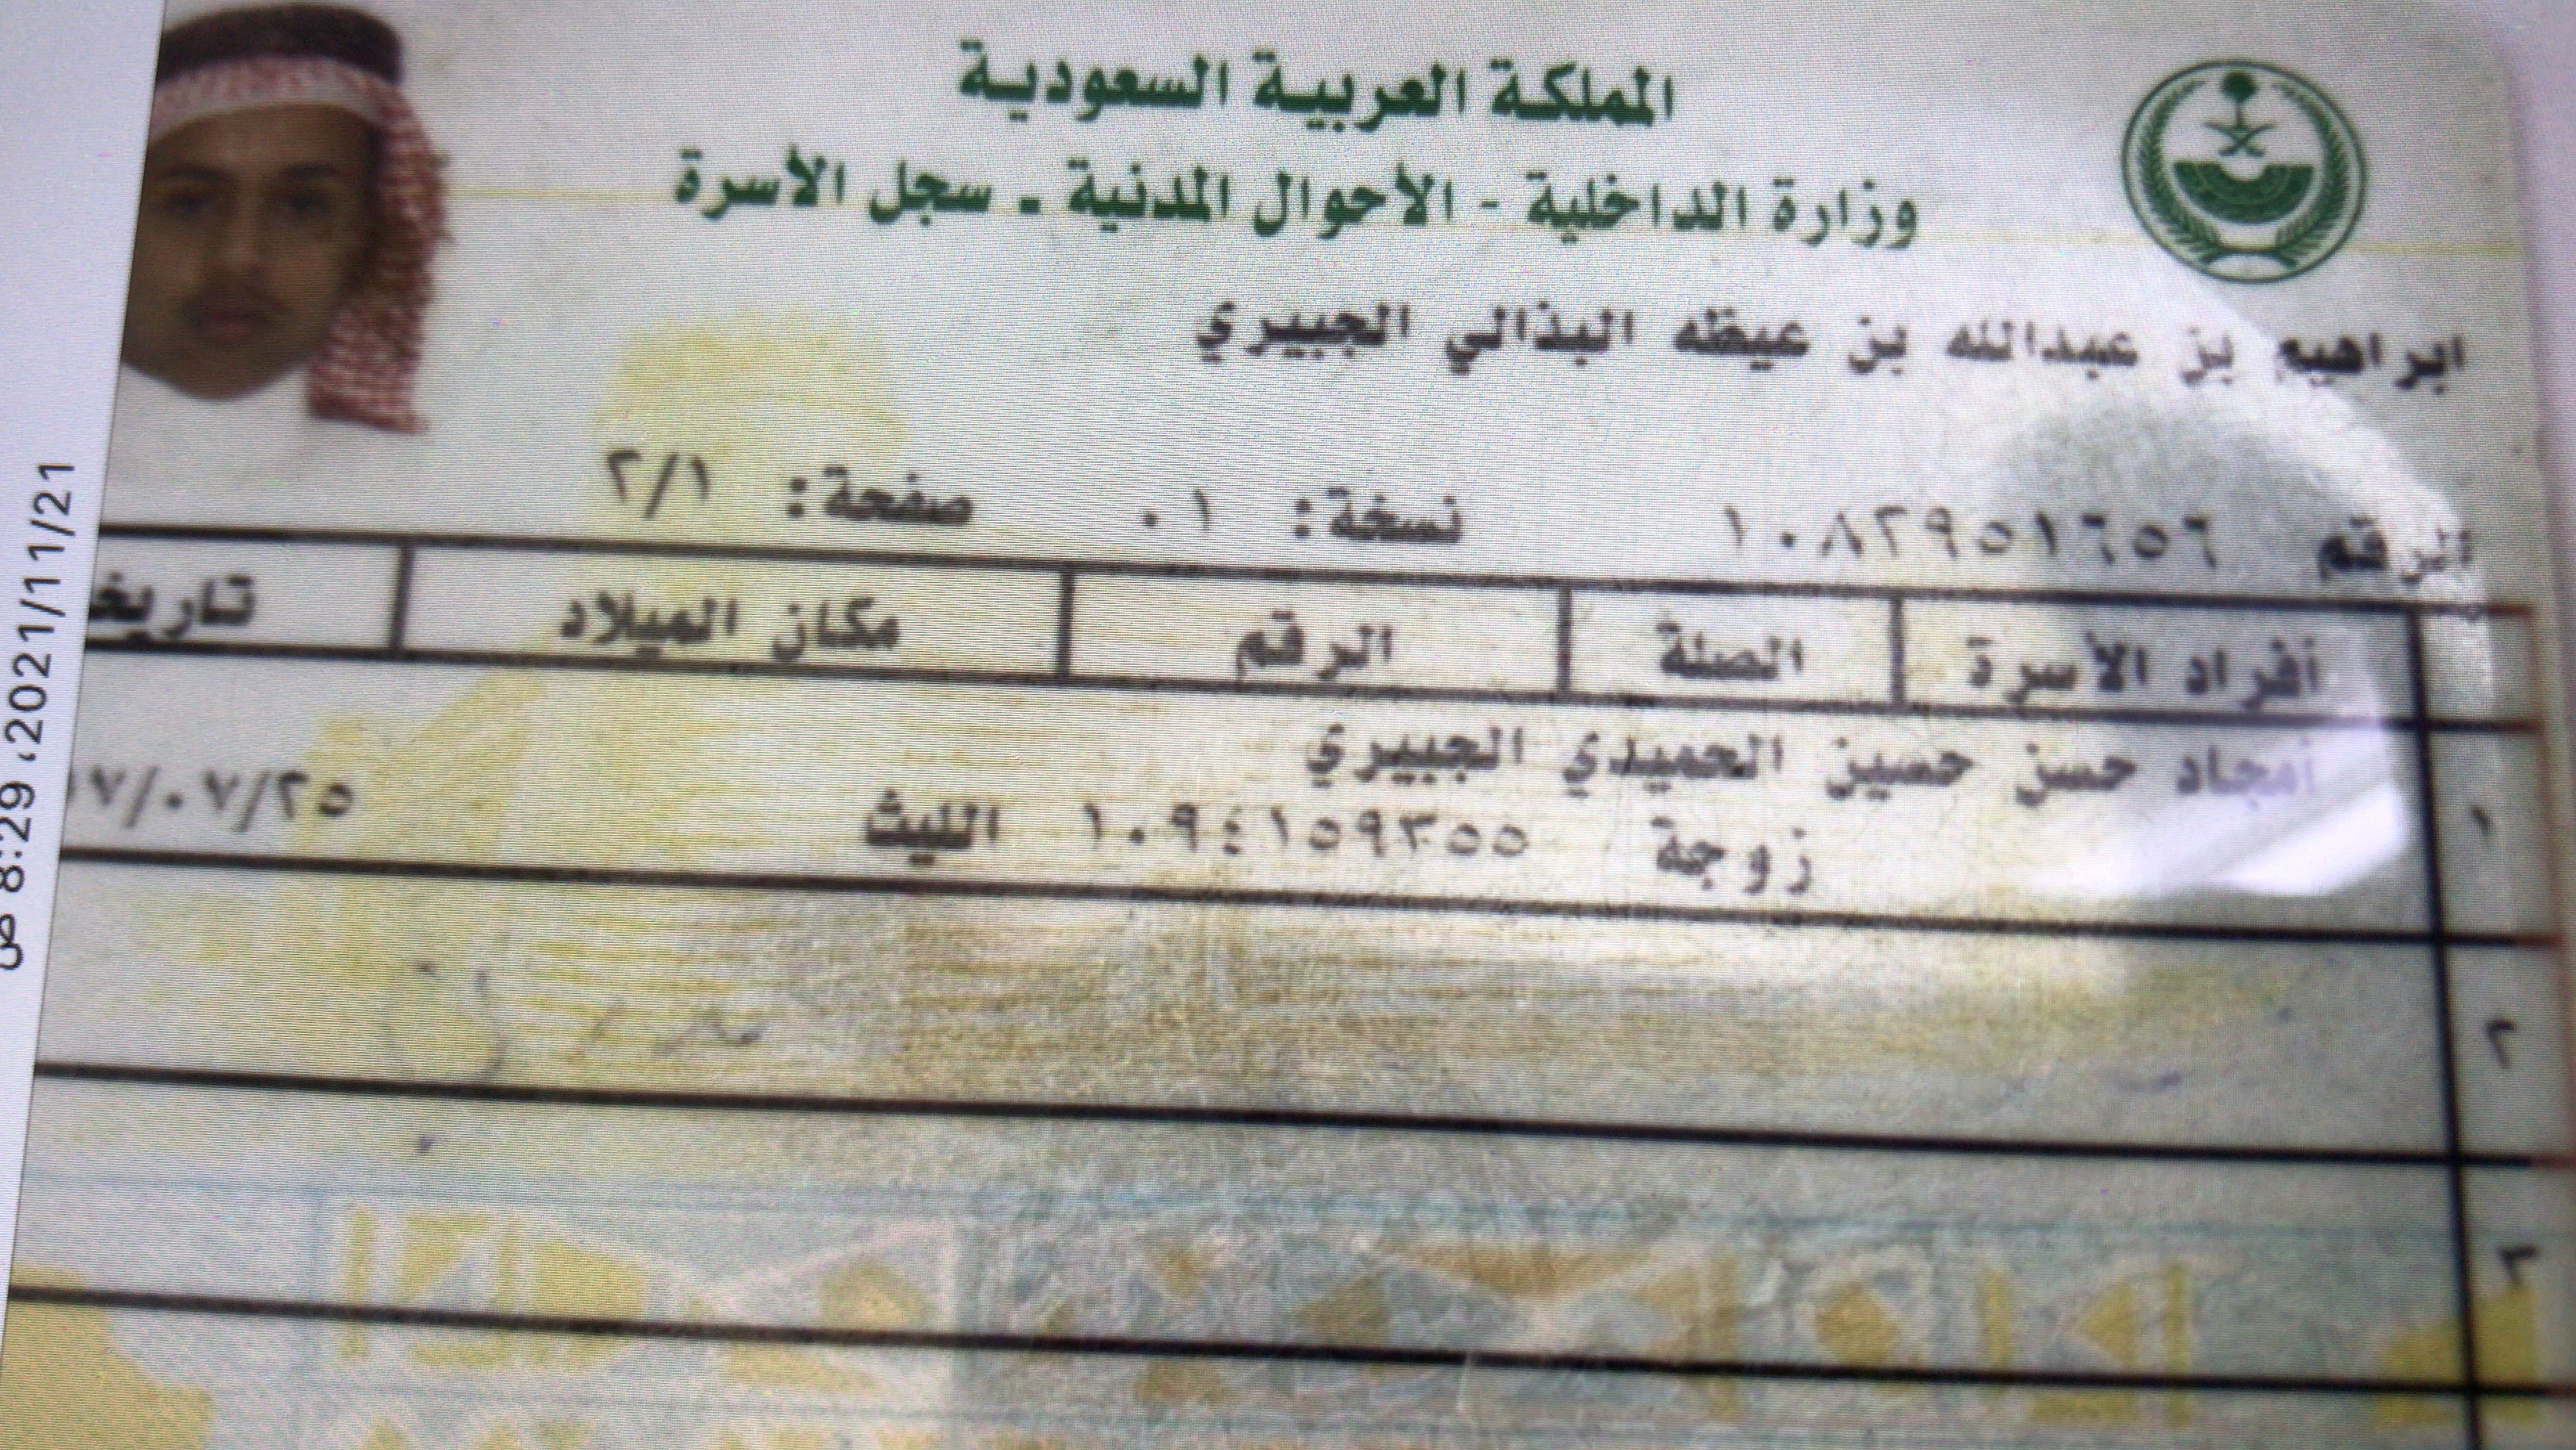 المملكة العربية السعودية
وزارة الداخلية - الأحوال المدنية - سجل الأسرة
ابراهيم بن عبدالله بن عيظه البذالي الجبيري
الرقم ١٠٨٢٩٥١٦٥٦ نسخة: ٠١ صفحة: ٢/١
أفراد الأسرة الصلة الرقم مكان الميلاد تاريخ
١ أمجاد حسن حسين الحميدي الجبيري
زوجة ١٠٩٤١٥٩٣٥٥ الليث ٧/٠٧/٢٥
٢
٣
2021/11/21، 8:29 ص